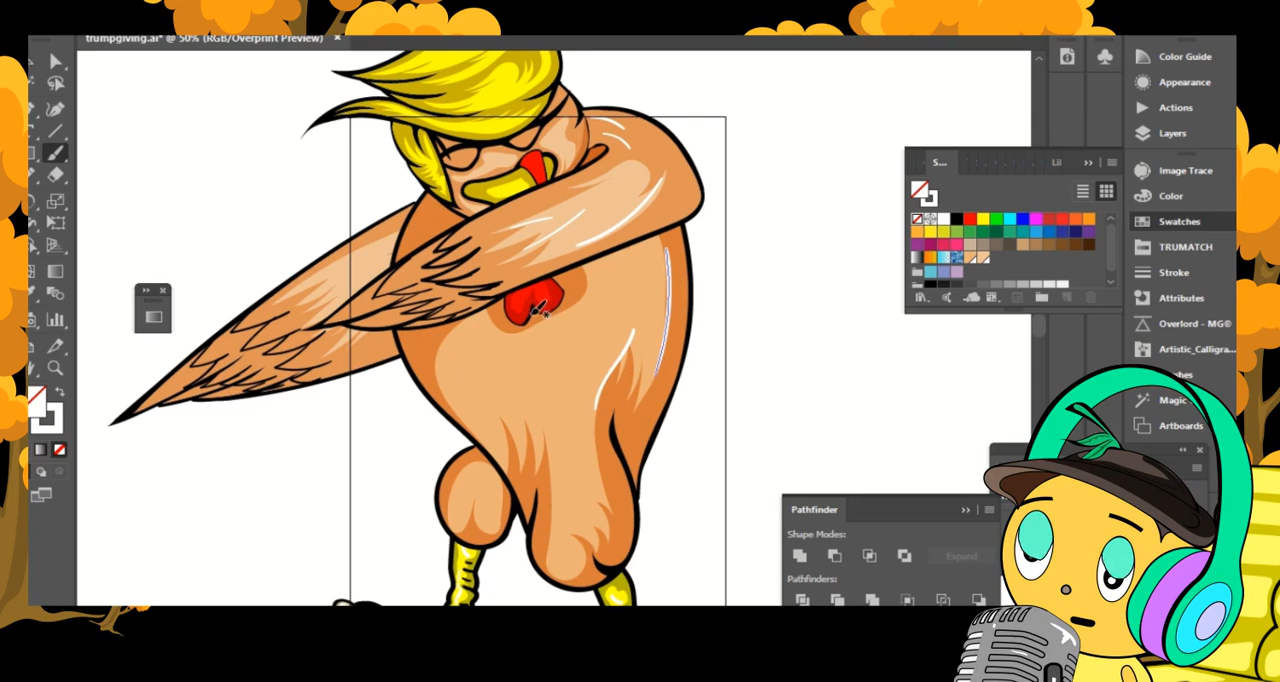 trumpgiving.ai* @ 50% (RGB/Overprint Preview) ×
Color Guide
Appearance
Actions
Layers
S...
Li
Image Trace
Color
Swatches
TRUMATCH
Stroke
Attributes
Overlord - MG©
Artistic_Calligra...
Magic
Artboards
Pathfinder
Shape Modes:
Expand
Pathfinders: